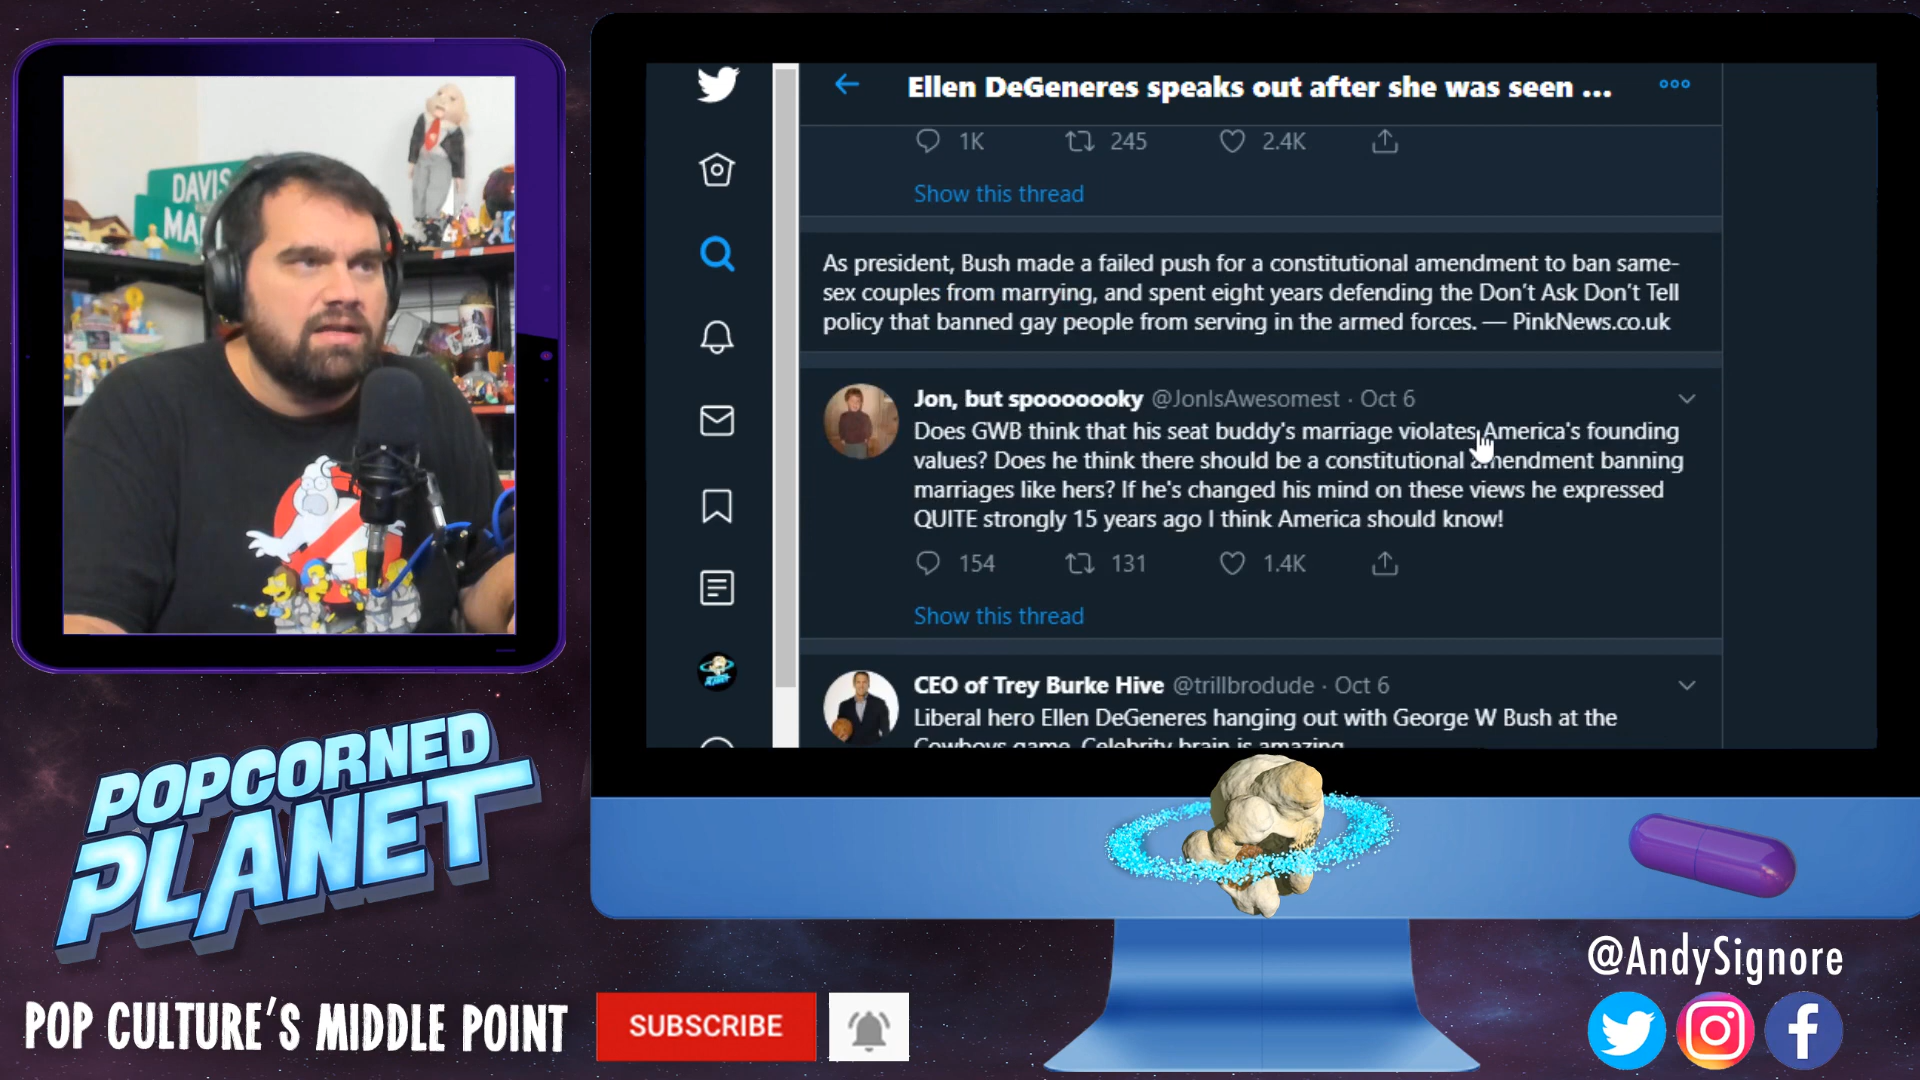 DAVIS
MA
Ellen DeGeneres speaks out after she was seen ...
1K 245 2.4K
Show this thread
As president, Bush made a failed push for a constitutional amendment to ban same-
sex couples from marrying, and spent eight years defending the Don't Ask Don't Tell
policy that banned gay people from serving in the armed forces. — PinkNews.co.uk
Jon, but spooooooky @JonIsAwesomest · Oct 6
Does GWB think that his seat buddy's marriage violates America's founding
values? Does he think there should be a constitutional amendment banning
marriages like hers? If he's changed his mind on these views he expressed
QUITE strongly 15 years ago I think America should know!
154 131 1.4K
Show this thread
CEO of Trey Burke Hive @trillbrodude · Oct 6
Liberal hero Ellen DeGeneres hanging out with George W Bush at the
Cowboys game. Celebrity brain is amazing
POPCORNED
PLANET
POP CULTURE'S MIDDLE POINT
SUBSCRIBE
@AndySignore